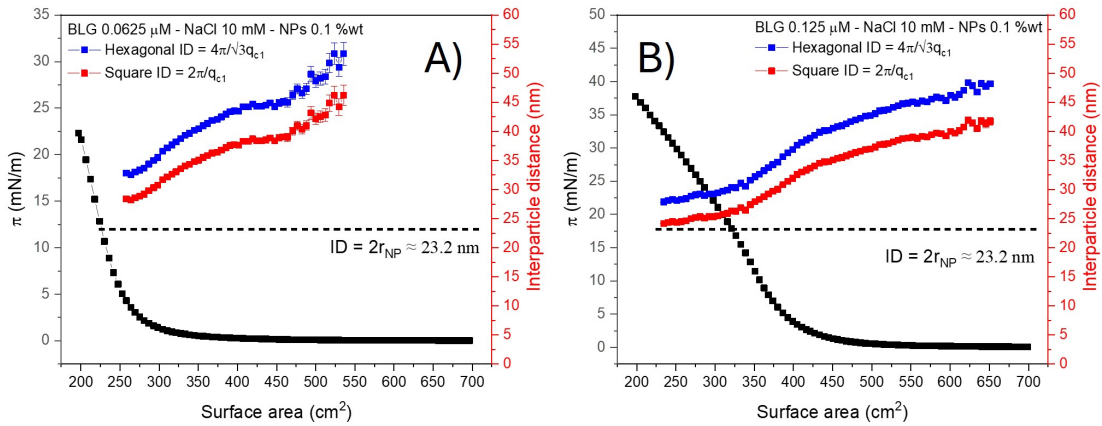 BLG 0.0625 μM - NaCl 10 mM - NPs 0.1 %wt
Hexagonal ID = 4π/√3q_c1
Square ID = 2π/q_c1
A)
ID = 2r_NP ≈ 23.2 nm
π (mN/m)
35
30
25
20
15
10
5
0
200 250 300 350 400 450 500 550 600 650 700
Surface area (cm²)
60
55
50
45
40
35
30
25
20
15
10
5
0
Interparticle distance (nm)
BLG 0.125 μM - NaCl 10 mM - NPs 0.1 %wt
Hexagonal ID = 4π/√3q_c1
Square ID = 2π/q_c1
B)
ID = 2r_NP ≈ 23.2 nm
π (mN/m)
50
45
40
35
30
25
20
15
10
5
0
200 250 300 350 400 450 500 550 600 650 700
Surface area (cm²)
60
55
50
45
40
35
30
25
20
15
10
5
0
Interparticle distance (nm)